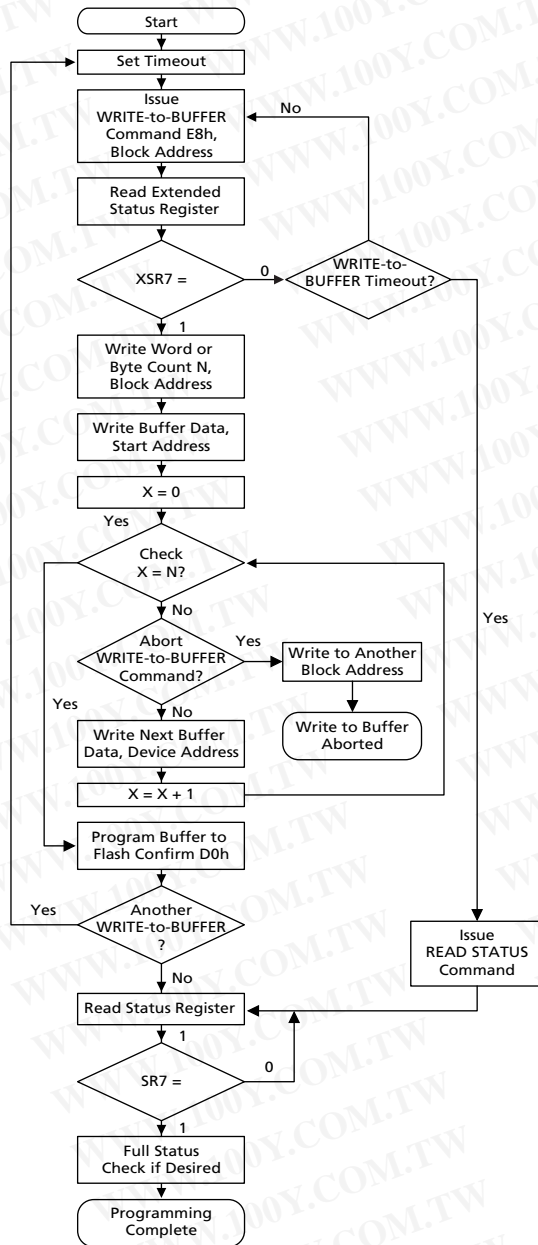 Start
Set Timeout
Issue
WRITE-to-BUFFER
Command E8h,
Block Address
No
Read Extended
Status Register
XSR7 =
0
WRITE-to-
BUFFER Timeout?
1
Write Word or
Byte Count N,
Block Address
Write Buffer Data,
Start Address
X = 0
Yes
Check
X = N?
No
Yes
Abort
WRITE-to-BUFFER
Command?
Yes
Write to Another
Block Address
Yes
No
Write to Buffer
Aborted
Write Next Buffer
Data, Device Address
X = X + 1
Program Buffer to
Flash Confirm D0h
Yes
Another
WRITE-to-BUFFER
?
Issue
READ STATUS
Command
No
Read Status Register
1
SR7 =
0
1
Full Status
Check if Desired
Programming
Complete
WWW.100Y.COM.TW